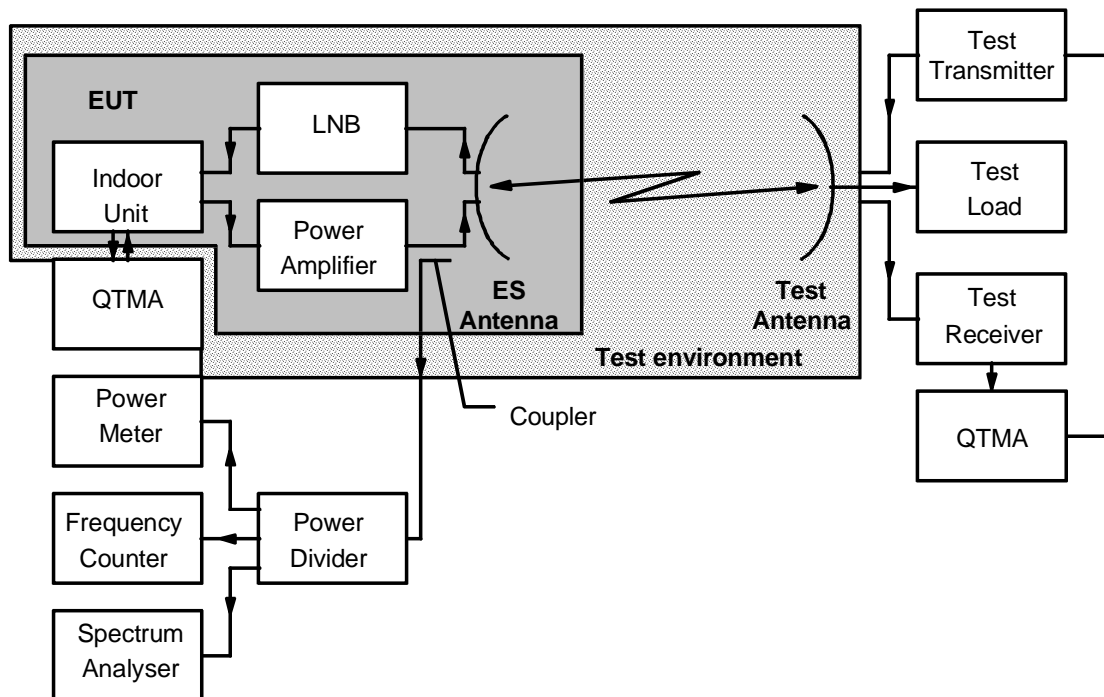 EUT
LNB
Indoor
Unit
Power
Amplifier
ES
Antenna
QTMA
Test
Antenna
Test environment
Test
Transmitter
Test
Load
Test
Receiver
QTMA
Coupler
Power
Meter
Frequency
Counter
Power
Divider
Spectrum
Analyser